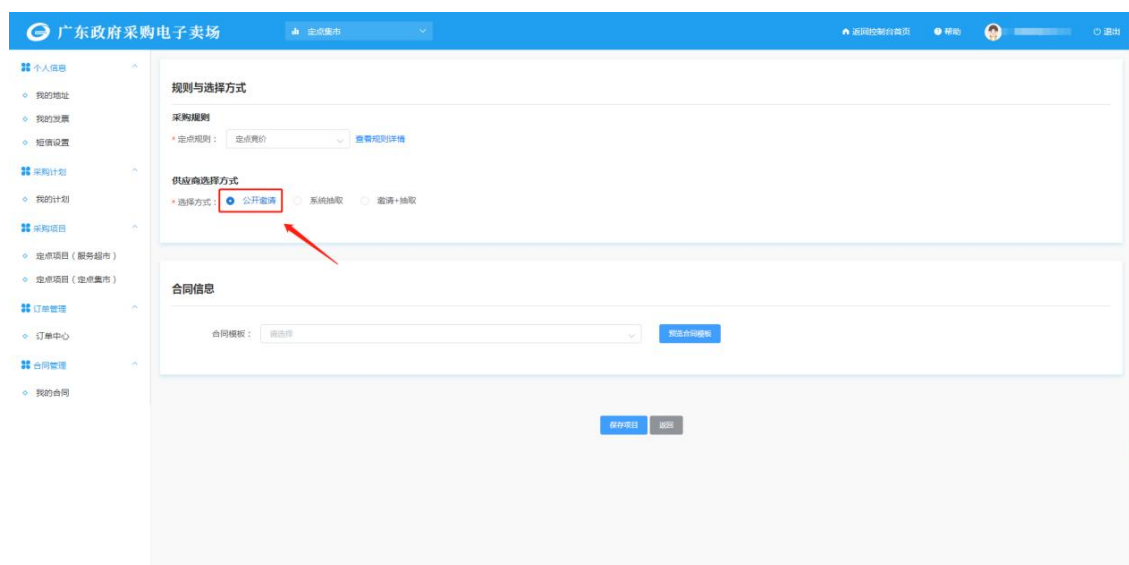 广东政府采购电子卖场
定点集市
返回控制台首页
帮助
退出
个人信息
我的地址
我的发票
短信设置
采购计划
我的计划
采购项目
定点项目（服务超市）
定点项目（定点集市）
订单管理
订单中心
合同管理
我的合同
规则与选择方式
采购规则
* 定点规则： 定点竞价 查看规则详情
供应商选择方式
* 选择方式： 公开邀请 系统抽取 邀请+抽取
合同信息
合同模板： 请选择 预览合同模板
保存项目 返回